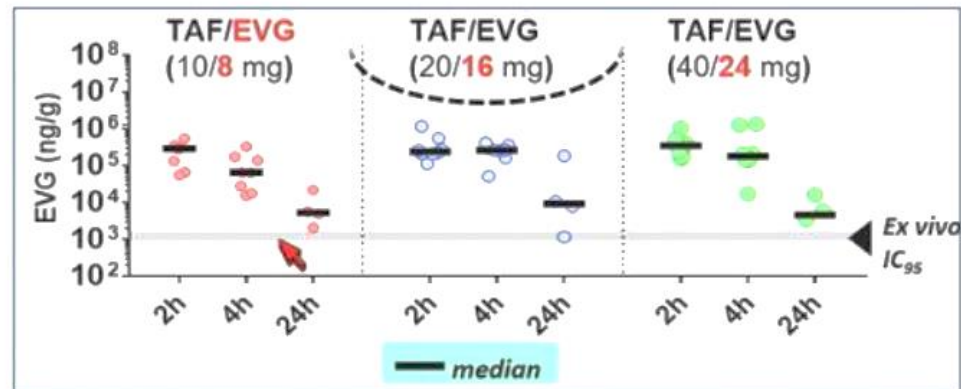 TAF/EVG
(10/8 mg)
TAF/EVG
(20/16 mg)
TAF/EVG
(40/24 mg)
EVG (ng/g)
10⁸
10⁷
10⁶
10⁵
10⁴
10³
10²
Ex vivo
IC₉₅
2h
4h
24h
2h
4h
24h
2h
4h
24h
median